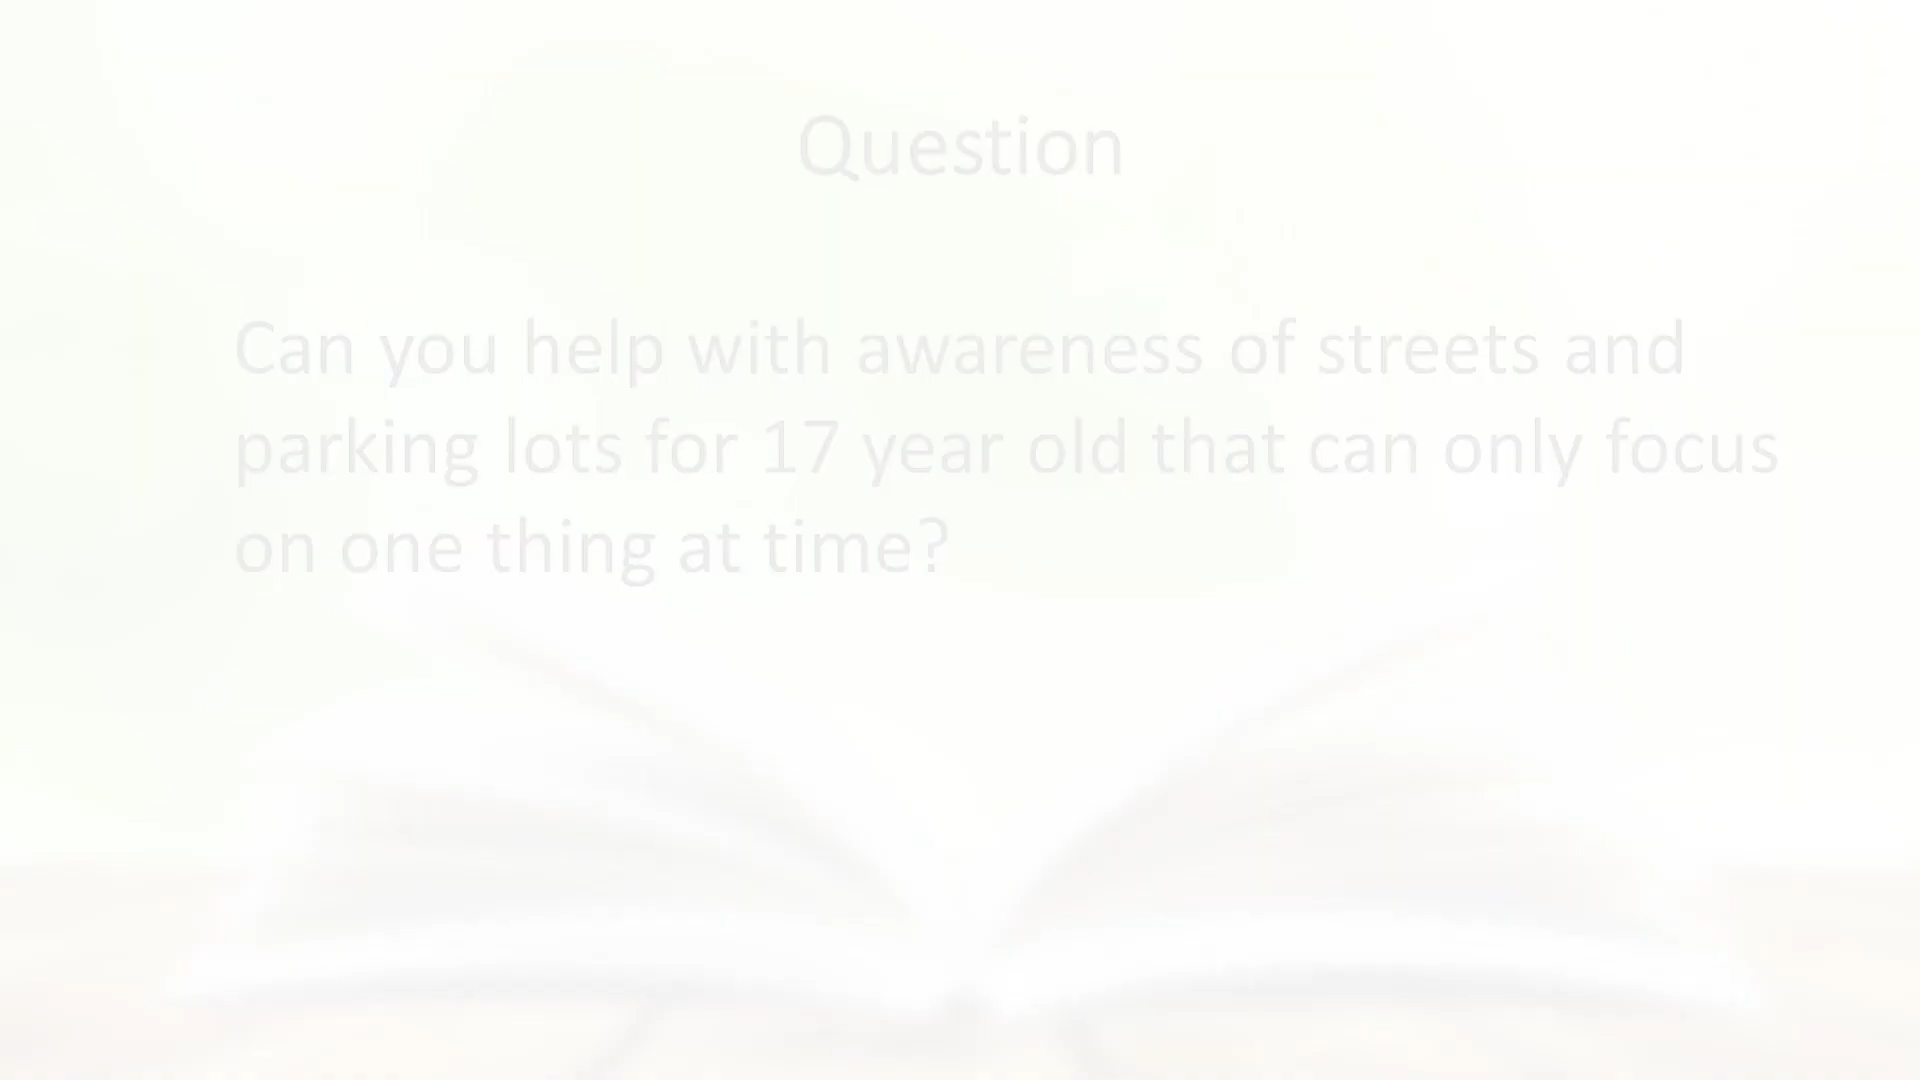 Question
Can you help with awareness of streets and
parking lots for 17 year old that can only focus
on one thing at time?